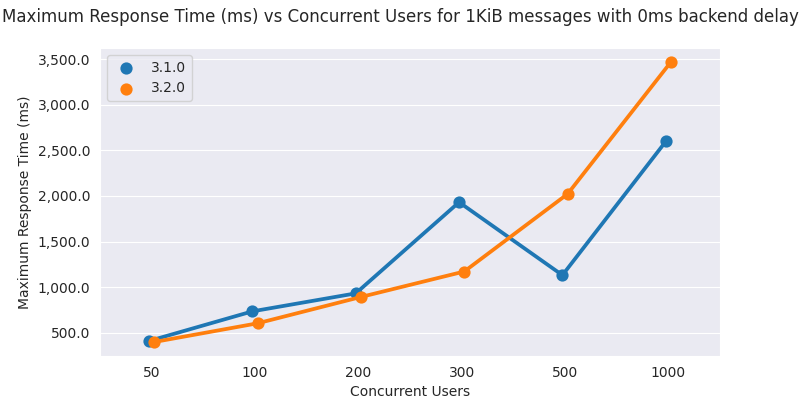 Maximum Response Time (ms) vs Concurrent Users for 1KiB messages with 0ms backend delay
3.1.0
3.2.0
Maximum Response Time (ms)
3,500.0
3,000.0
2,500.0
2,000.0
1,500.0
1,000.0
500.0
50 100 200 300 500 1000
Concurrent Users